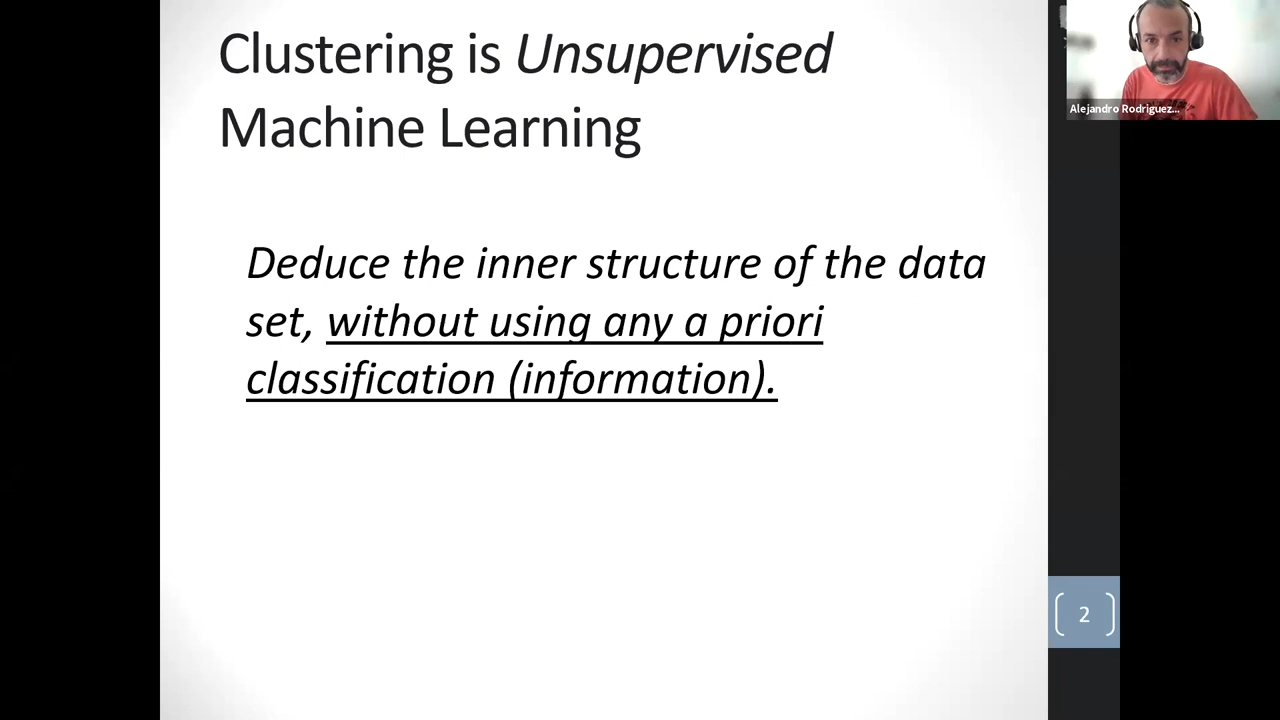 Clustering is Unsupervised
Machine Learning
Deduce the inner structure of the data
set, without using any a priori
classification (information).
Alejandro Rodriguez...
2